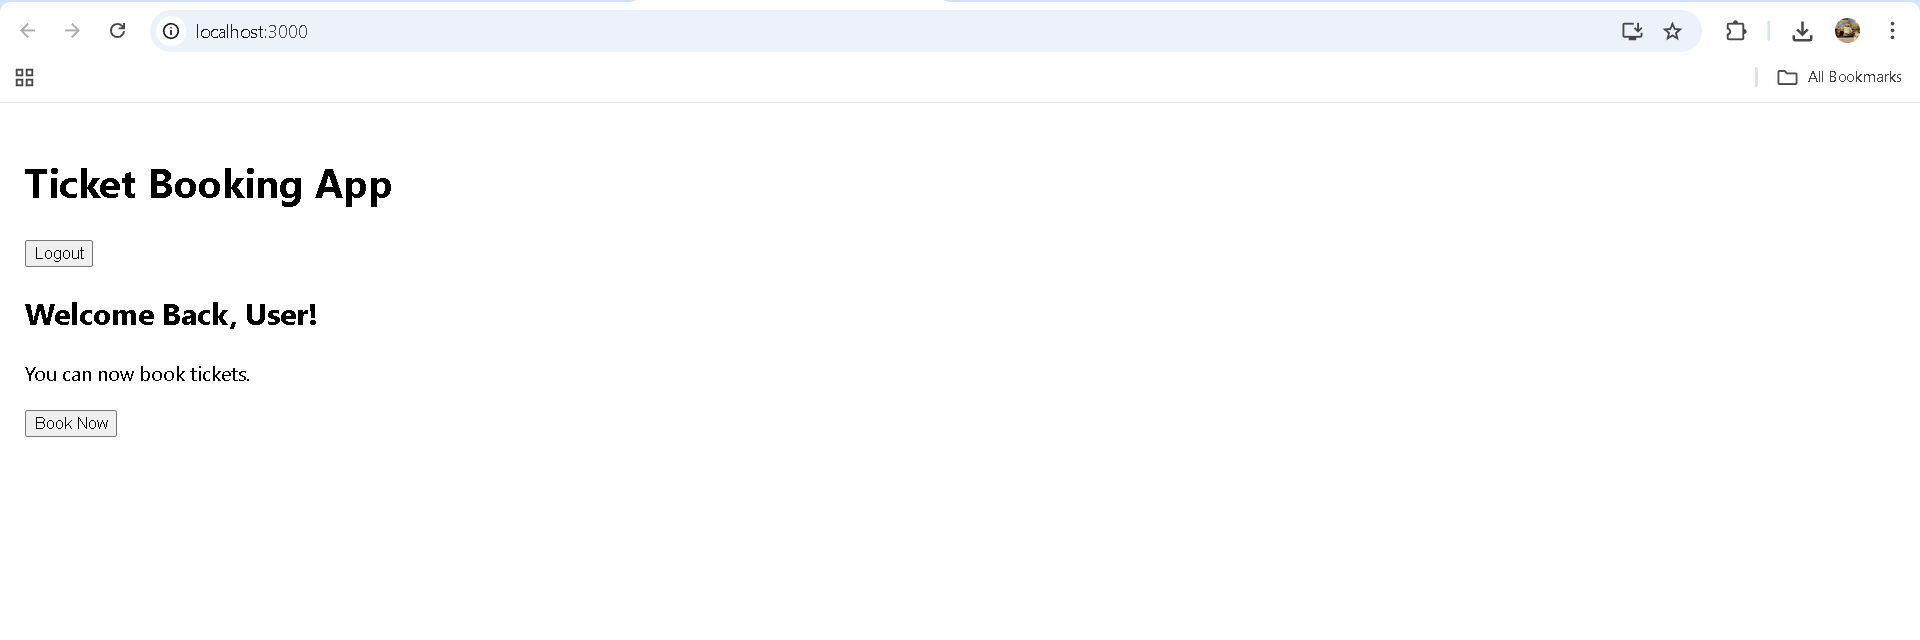 localhost:3000
All Bookmarks
Ticket Booking App
Logout
Welcome Back, User!
You can now book tickets.
Book Now